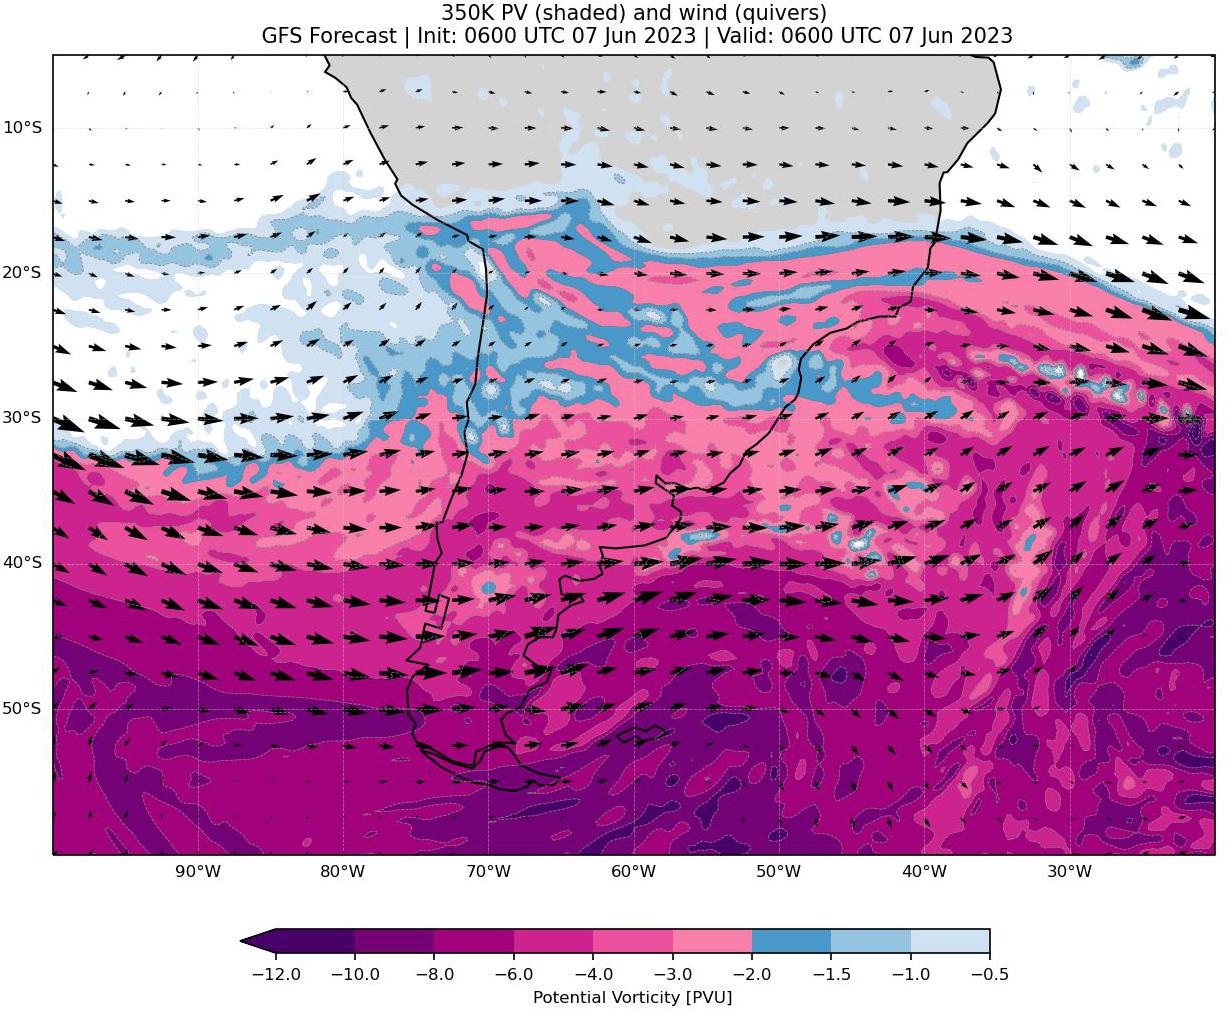 350K PV (shaded) and wind (quivers)
GFS Forecast | Init: 0600 UTC 07 Jun 2023 | Valid: 0600 UTC 07 Jun 2023
10°S
20°S
30°S
40°S
50°S
90°W 80°W 70°W 60°W 50°W 40°W 30°W
−12.0 −10.0 −8.0 −6.0 −4.0 −3.0 −2.0 −1.5 −1.0 −0.5
Potential Vorticity [PVU]